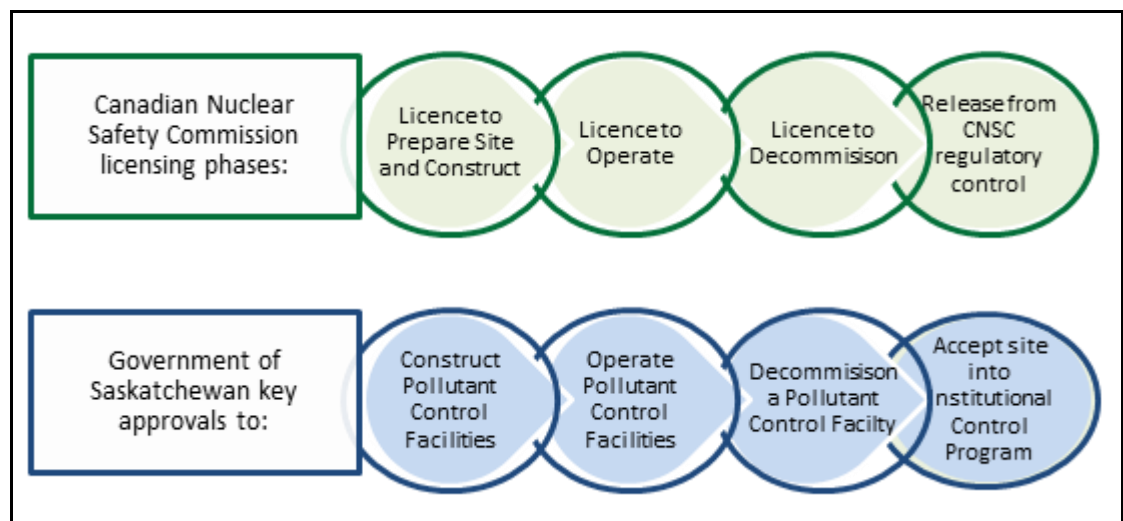 Canadian Nuclear
Safety Commission
licensing phases:
Licence to
Prepare Site
and Construct
Licence to
Operate
Licence to
Decommisison
Release from
CNSC
regulatory
control
Government of
Saskatchewan key
approvals to:
Construct
Pollutant
Control
Facilities
Operate
Pollutant
Control
Facilities
Decommisison
a Pollutant
Control Facilty
Accept site
into
Institutional
Control
Program